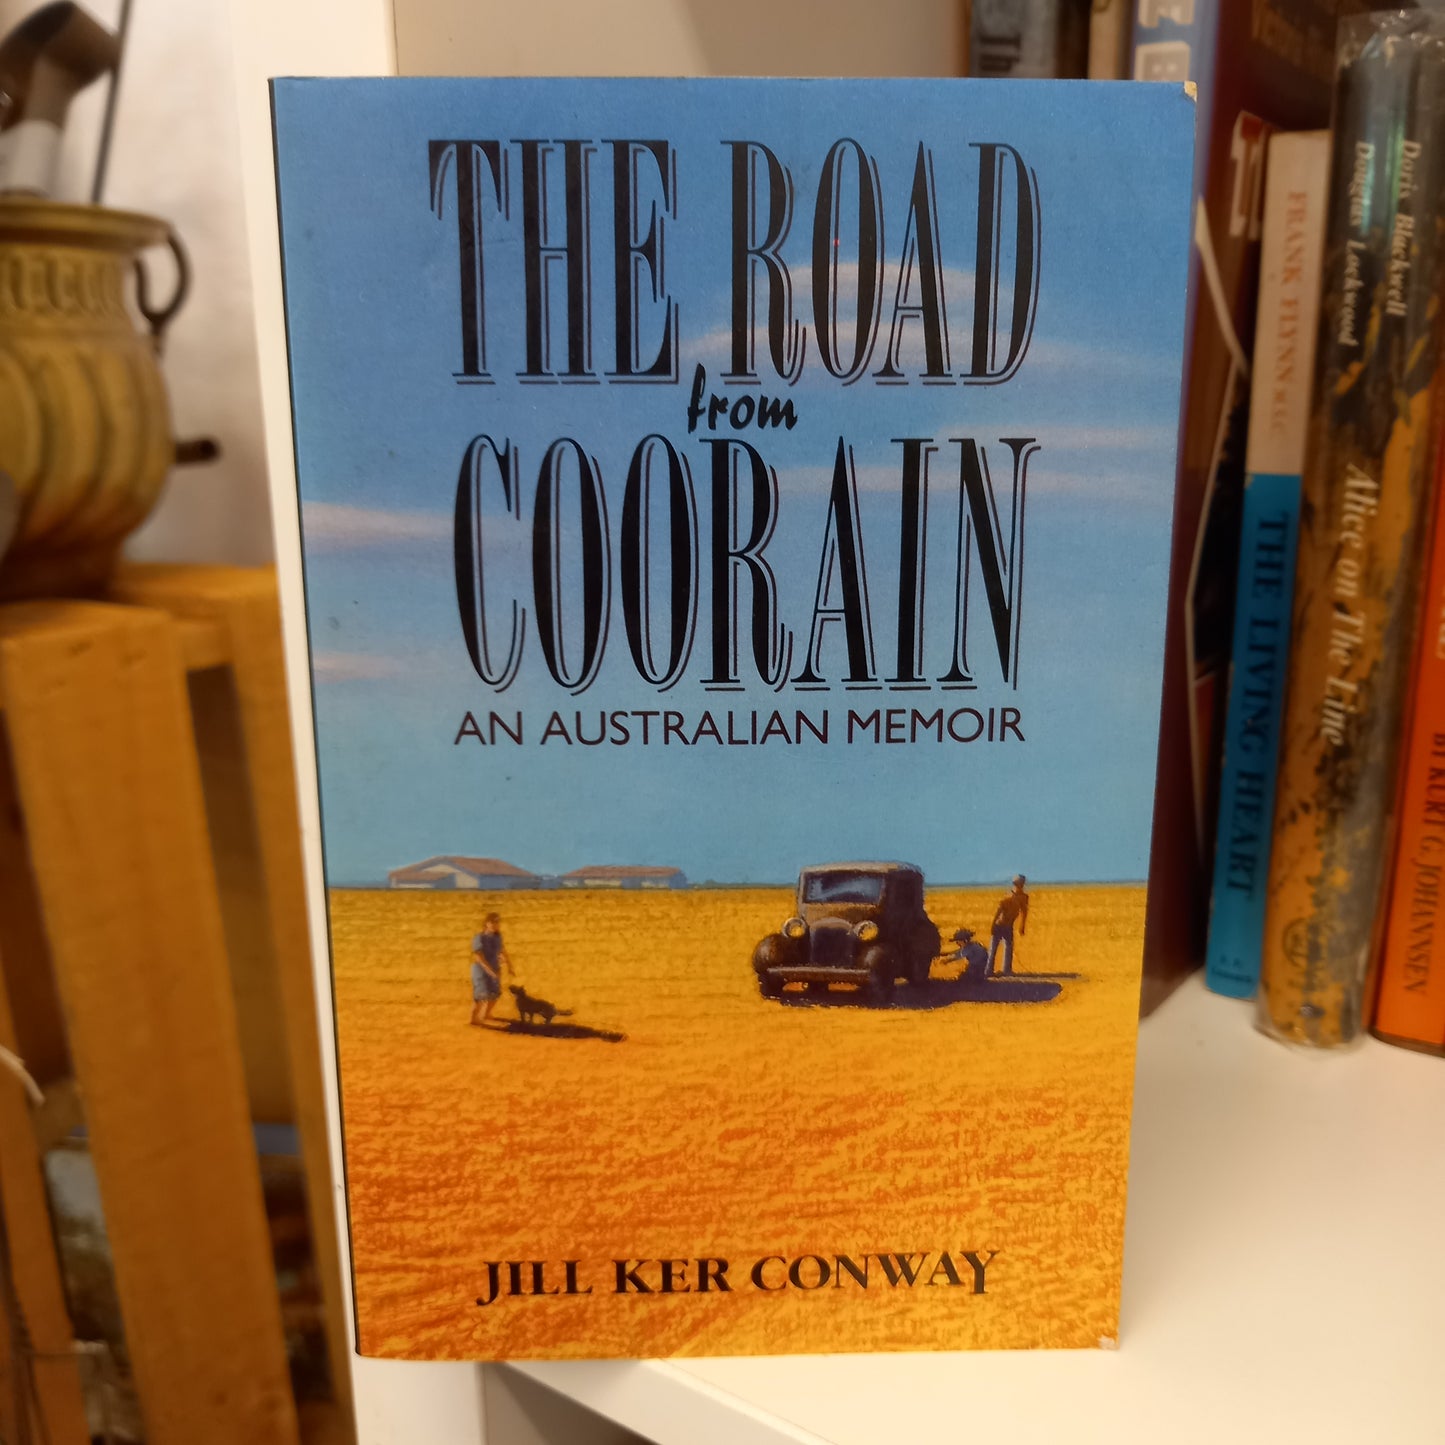 THE ROAD
from
COORAIN
AN AUSTRALIAN MEMOIR
JILL KER CONWAY
FRANK FLYNN M.S.C.
THE LIVING HEART
Doris Blackwell
Douglas Lockwood
Alice on The Line
BY KURT G. JOHANNSEN